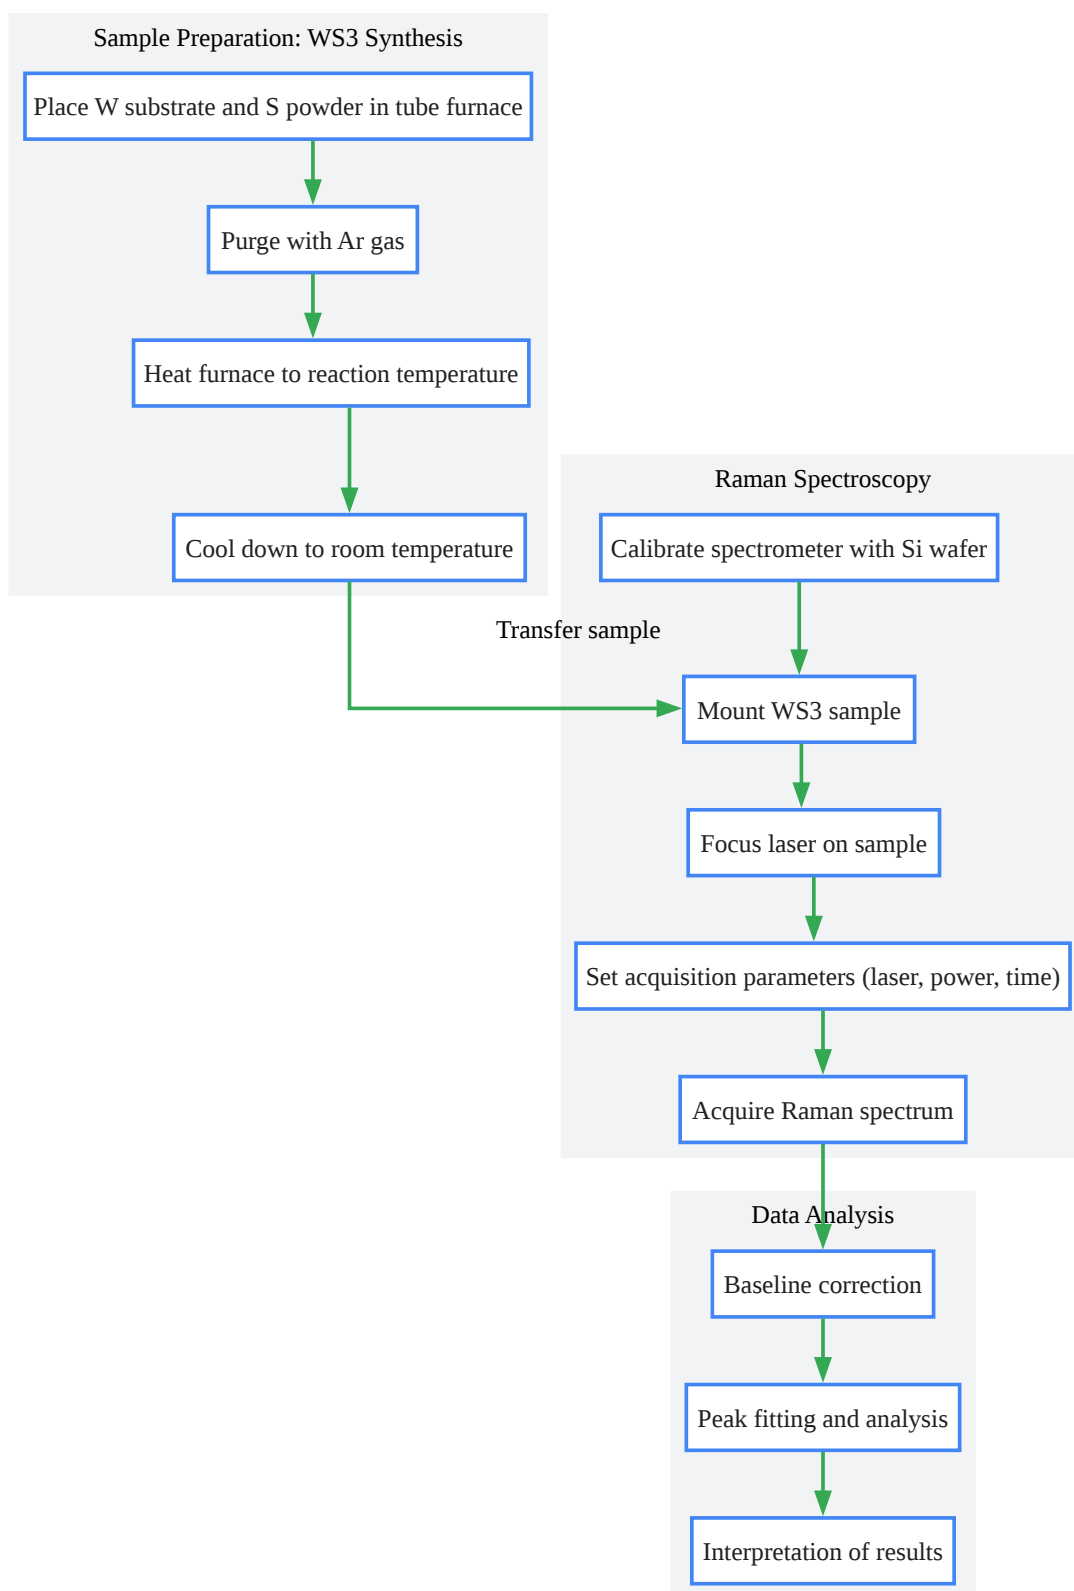 Sample Preparation: WS3 Synthesis
Place W substrate and S powder in tube furnace
Purge with Ar gas
Heat furnace to reaction temperature
Cool down to room temperature
Transfer sample
Raman Spectroscopy
Calibrate spectrometer with Si wafer
Mount WS3 sample
Focus laser on sample
Set acquisition parameters (laser, power, time)
Acquire Raman spectrum
Data Analysis
Baseline correction
Peak fitting and analysis
Interpretation of results